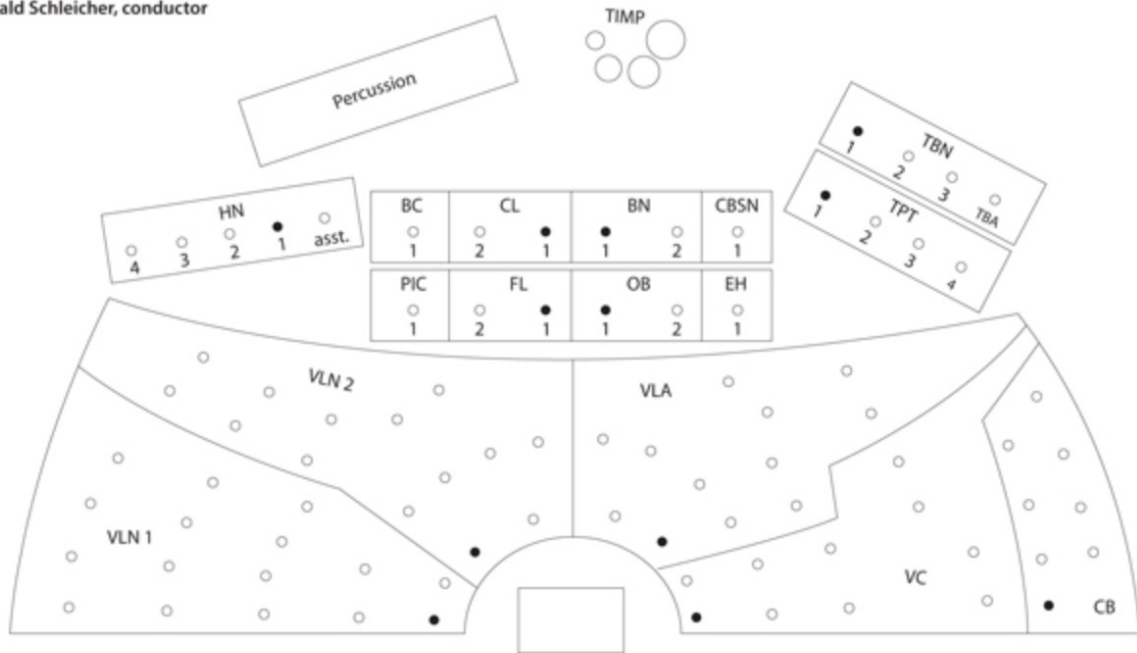 ald Schleicher, conductor
TIMP
Percussion
TBN
1 2 3 TBA
TPT
1 2 3 4
HN
4 3 2 1 asst.
BC CL BN CBSN
1 2 1 1 2 1
PIC FL OB EH
1 2 1 1 2 1
VLN 2
VLA
VLN 1
VC
CB